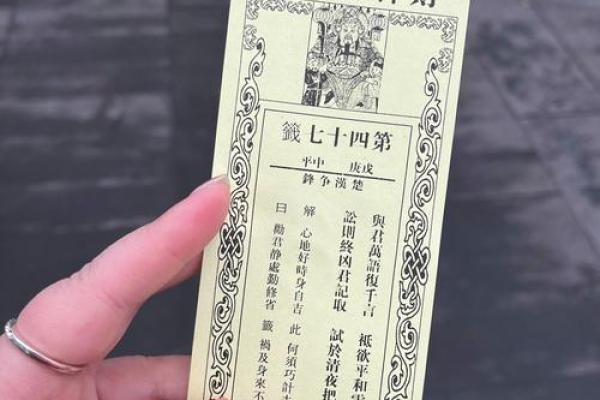 第四十七籤
戊庚 中平
楚漢爭鋒
與君萬語復千言 祗欲平和
訟則終凶君記取 試於清夜把
解 心地好時身自吉 此 何須巧計
曰 勸君靜處勤修省 籤 禍及身來不